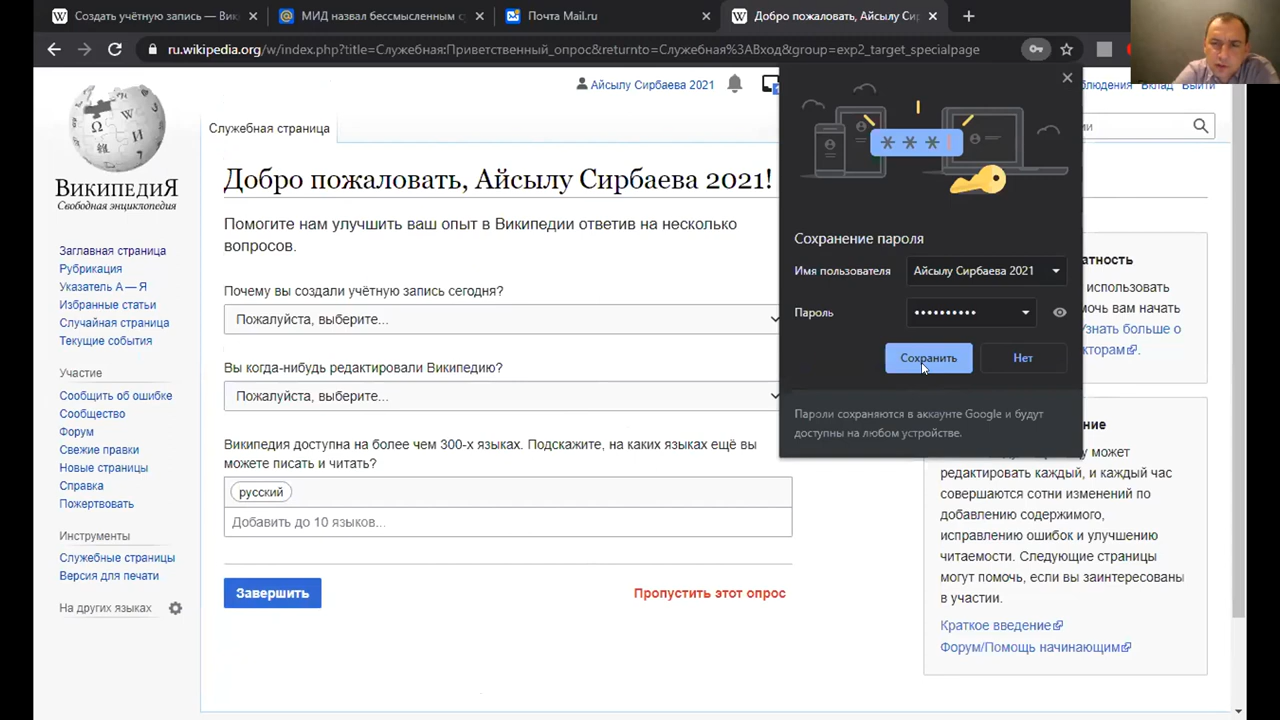 Создать учётную запись — Вик
МИД назвал бессмысленным с
Почта Mail.ru
Добро пожаловать, Айсылу Сир
ru.wikipedia.org/w/index.php?title=Служебная:Приветственный_опрос&returnto=Служебная%3AВход&group=exp2_target_specialpage
ВикипедиЯ
Свободная энциклопедия
Заглавная страница
Рубрикация
Указатель А — Я
Избранные статьи
Случайная страница
Текущие события
Участие
Сообщить об ошибке
Сообщество
Форум
Свежие правки
Новые страницы
Справка
Пожертвовать
Инструменты
Служебные страницы
Версия для печати
На других языках
Айсылу Сирбаева 2021
блюдения Вклад Выйти
Служебная страница
ии
Добро пожаловать, Айсылу Сирбаева 2021!
Помогите нам улучшить ваш опыт в Википедии ответив на несколько
вопросов.
Почему вы создали учётную запись сегодня?
Пожалуйста, выберите...
Вы когда-нибудь редактировали Википедию?
Пожалуйста, выберите...
Википедия доступна на более чем 300-х языках. Подскажите, на каких языках ещё вы
можете писать и читать?
русский
Добавить до 10 языков...
Завершить
Пропустить этот опрос
Сохранение пароля
Имя пользователя
Айсылу Сирбаева 2021
Пароль
••••••••••
Сохранить
Нет
Пароли сохраняются в аккаунте Google и будут
доступны на любом устройстве.
атность
использовать
очь вам начать
Узнать больше о
кторам
ение
у может
редактировать каждый, и каждый час
совершаются сотни изменений по
добавлению содержимого,
исправлению ошибок и улучшению
читаемости. Следующие страницы
могут помочь, если вы заинтересованы
в участии.
Краткое введение
Форум/Помощь начинающим